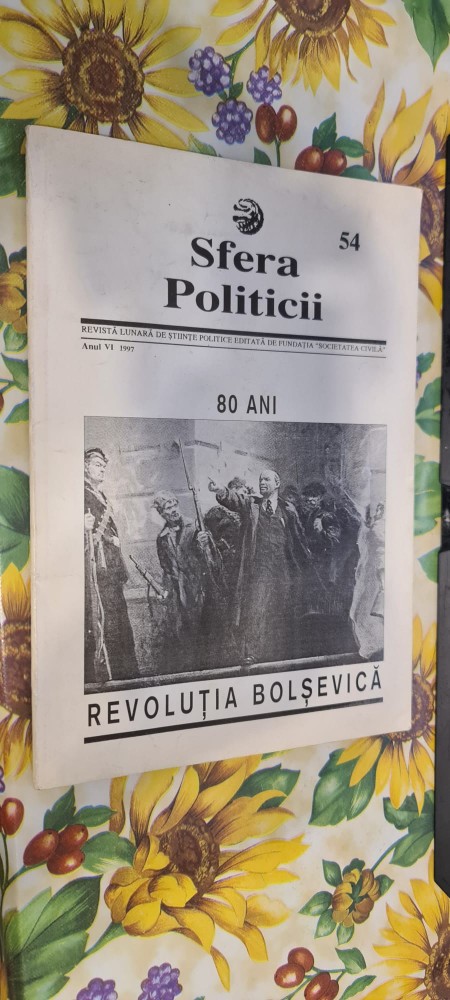 54
Sfera
Politicii
REVISTĂ LUNARĂ DE ŞTIINŢE POLITICE EDITATĂ DE FUNDAŢIA "SOCIETATEA CIVILĂ"
Anul VI 1997
80 ANI
REVOLUŢIA BOLŞEVICĂ